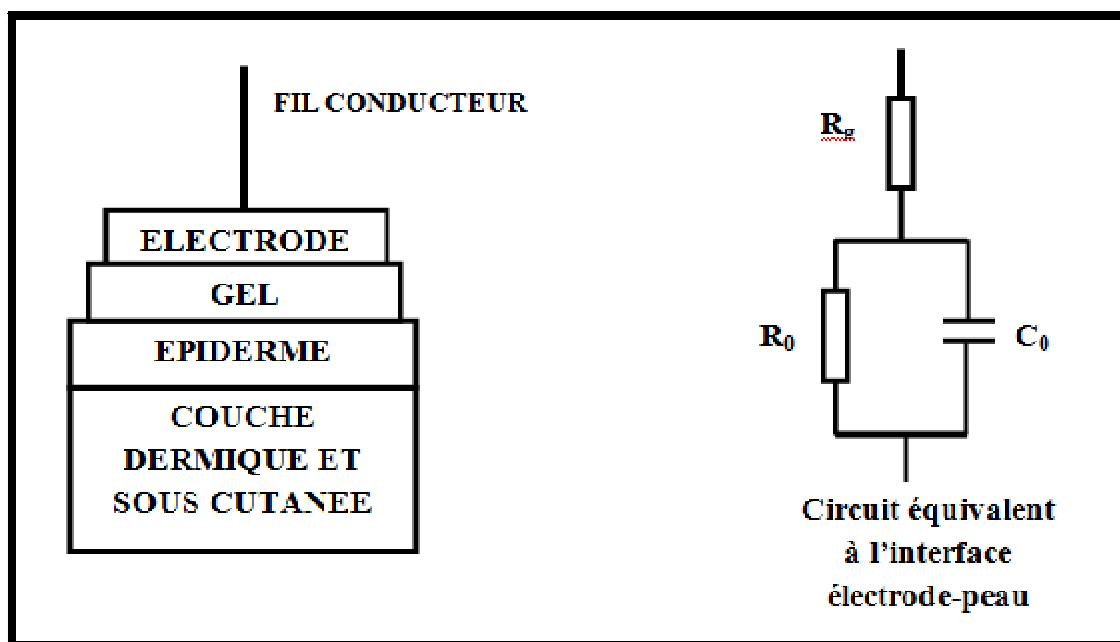 FIL CONDUCTEUR
ELECTRODE
GEL
EPIDERME
COUCHE
DERMIQUE ET
SOUS CUTANEE
Rg
R0
C0
Circuit équivalent
à l'interface
électrode-peau